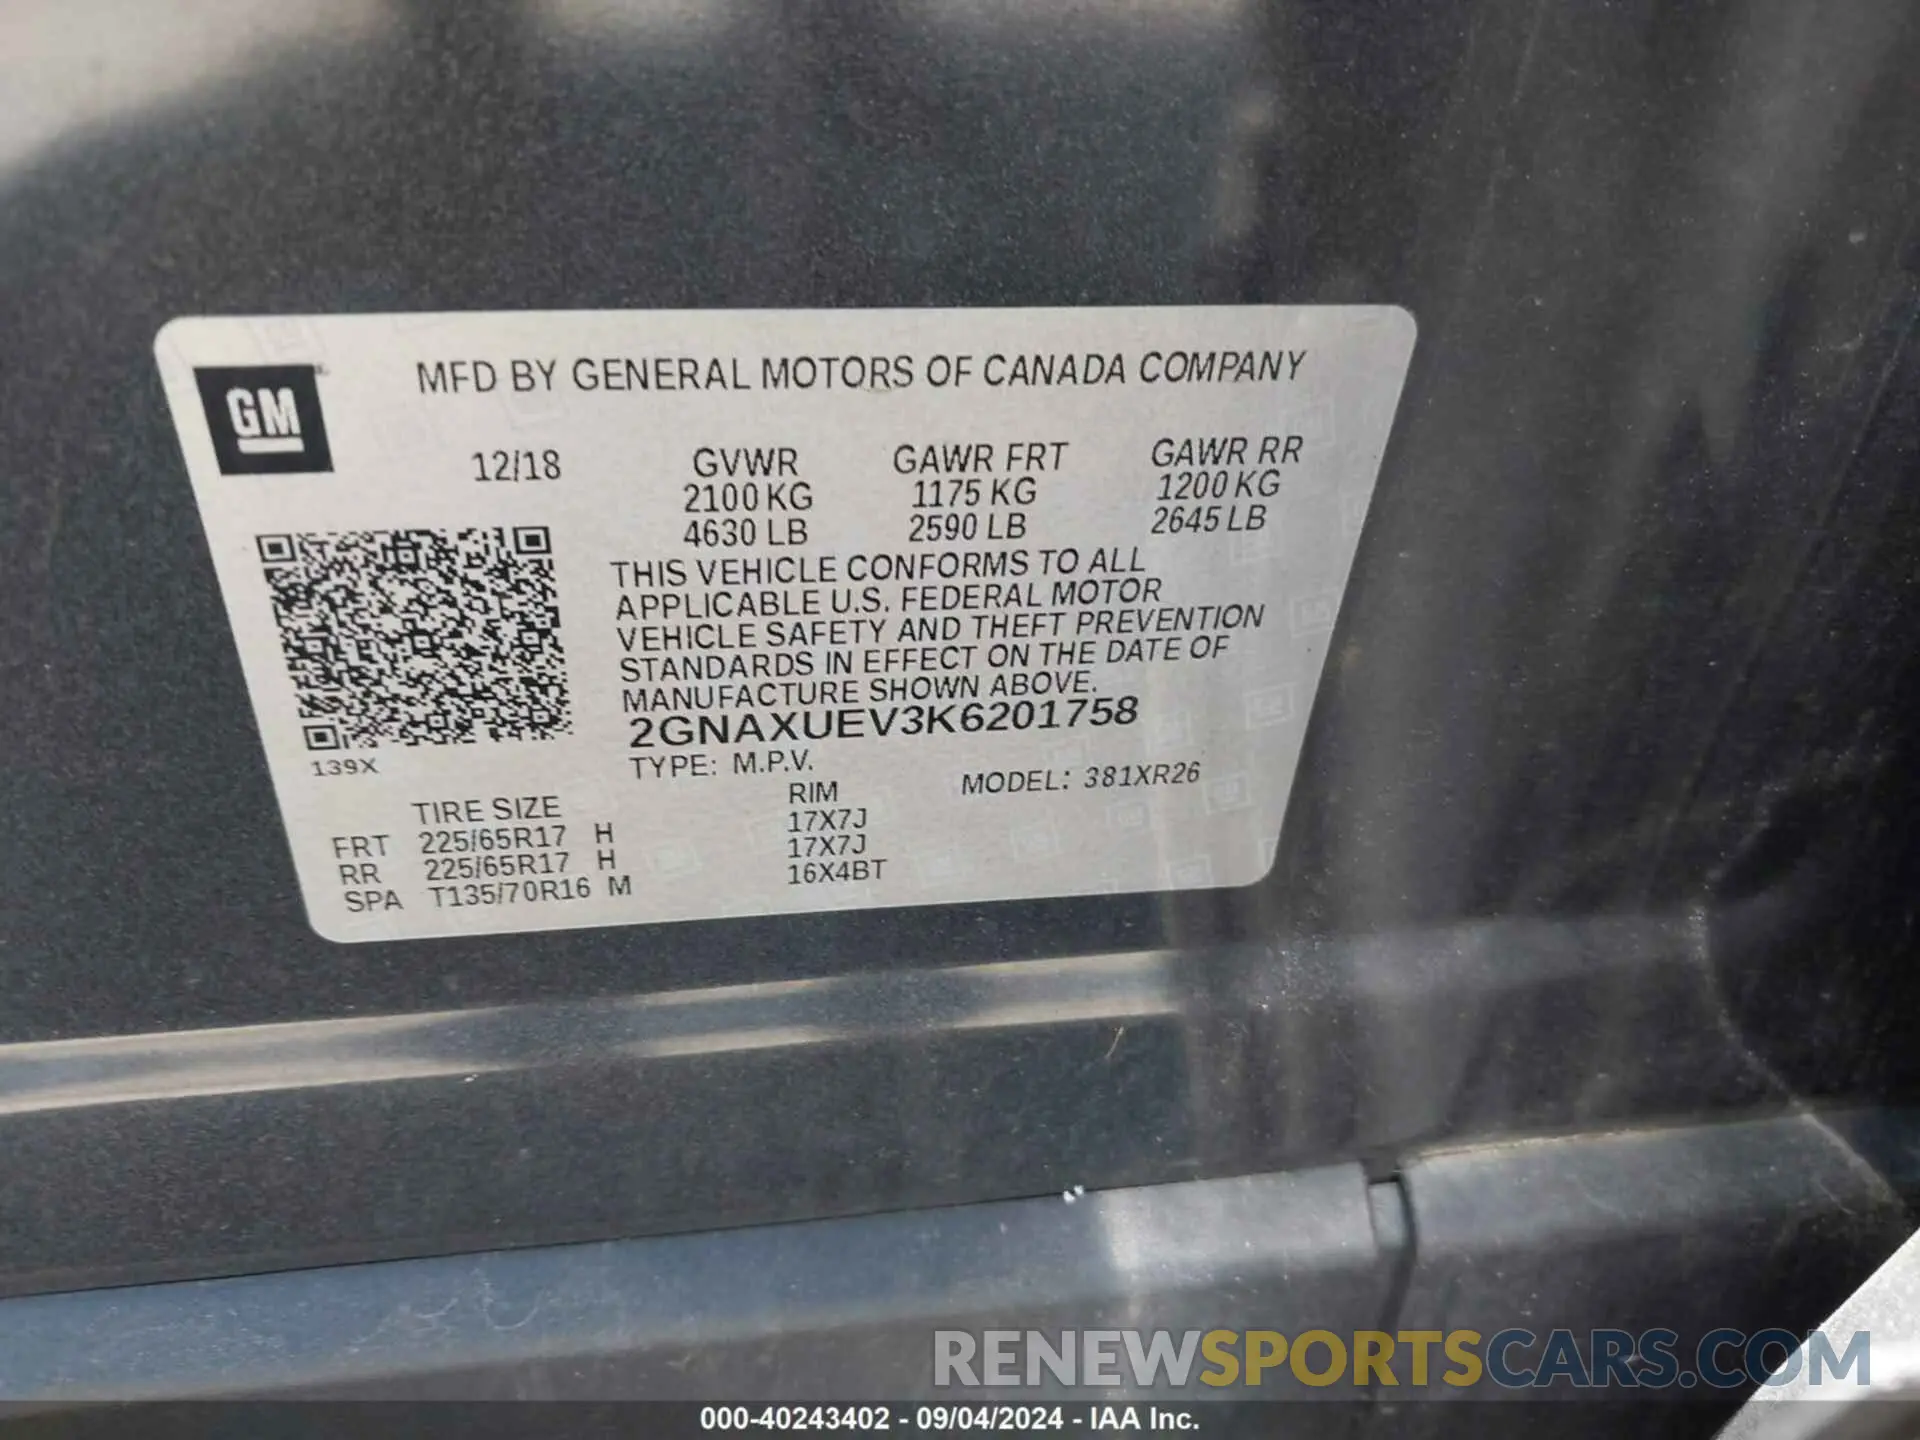 GM
MFD BY GENERAL MOTORS OF CANADA COMPANY
12/18 GVWR GAWR FRT GAWR RR
2100 KG 1175 KG 1200 KG
4630 LB 2590 LB 2645 LB
THIS VEHICLE CONFORMS TO ALL
APPLICABLE U.S. FEDERAL MOTOR
VEHICLE SAFETY AND THEFT PREVENTION
STANDARDS IN EFFECT ON THE DATE OF
MANUFACTURE SHOWN ABOVE.
2GNAXUEV3K6201758
139X
TYPE: M.P.V.
MODEL: 381XR26
TIRE SIZE RIM
FRT 225/65R17 H 17X7J
RR 225/65R17 H 17X7J
SPA T135/70R16 M 16X4BT
RENEWSPORTSCARS.COM
000-40243402 - 09/04/2024 - IAA Inc.